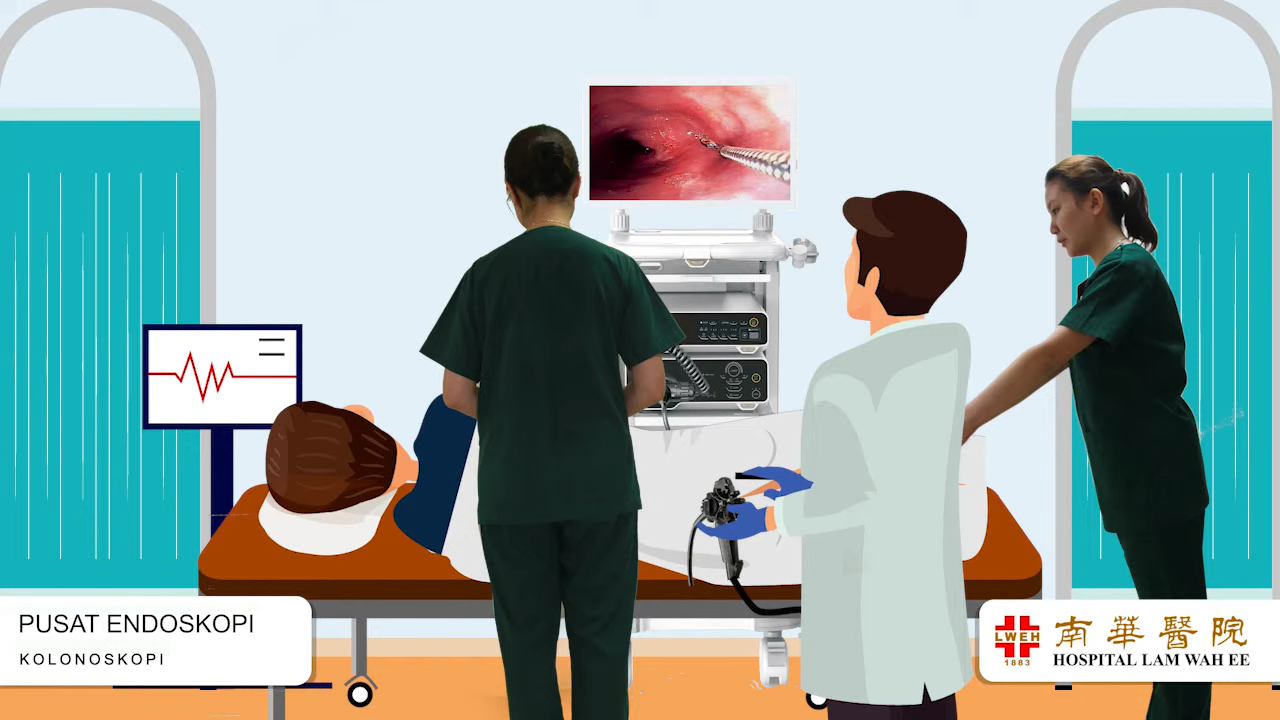 PUSAT ENDOSKOPI
KOLONOSKOPI
LWEH
1883
南華醫院
HOSPITAL LAM WAH EE